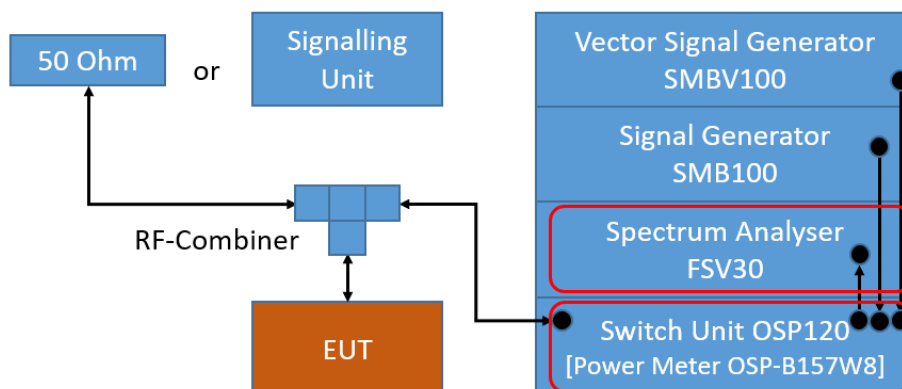 50 Ohm
or
Signalling
Unit
Vector Signal Generator
SMBV100
Signal Generator
SMB100
RF-Combiner
Spectrum Analyser
FSV30
EUT
Switch Unit OSP120
[Power Meter OSP-B157W8]